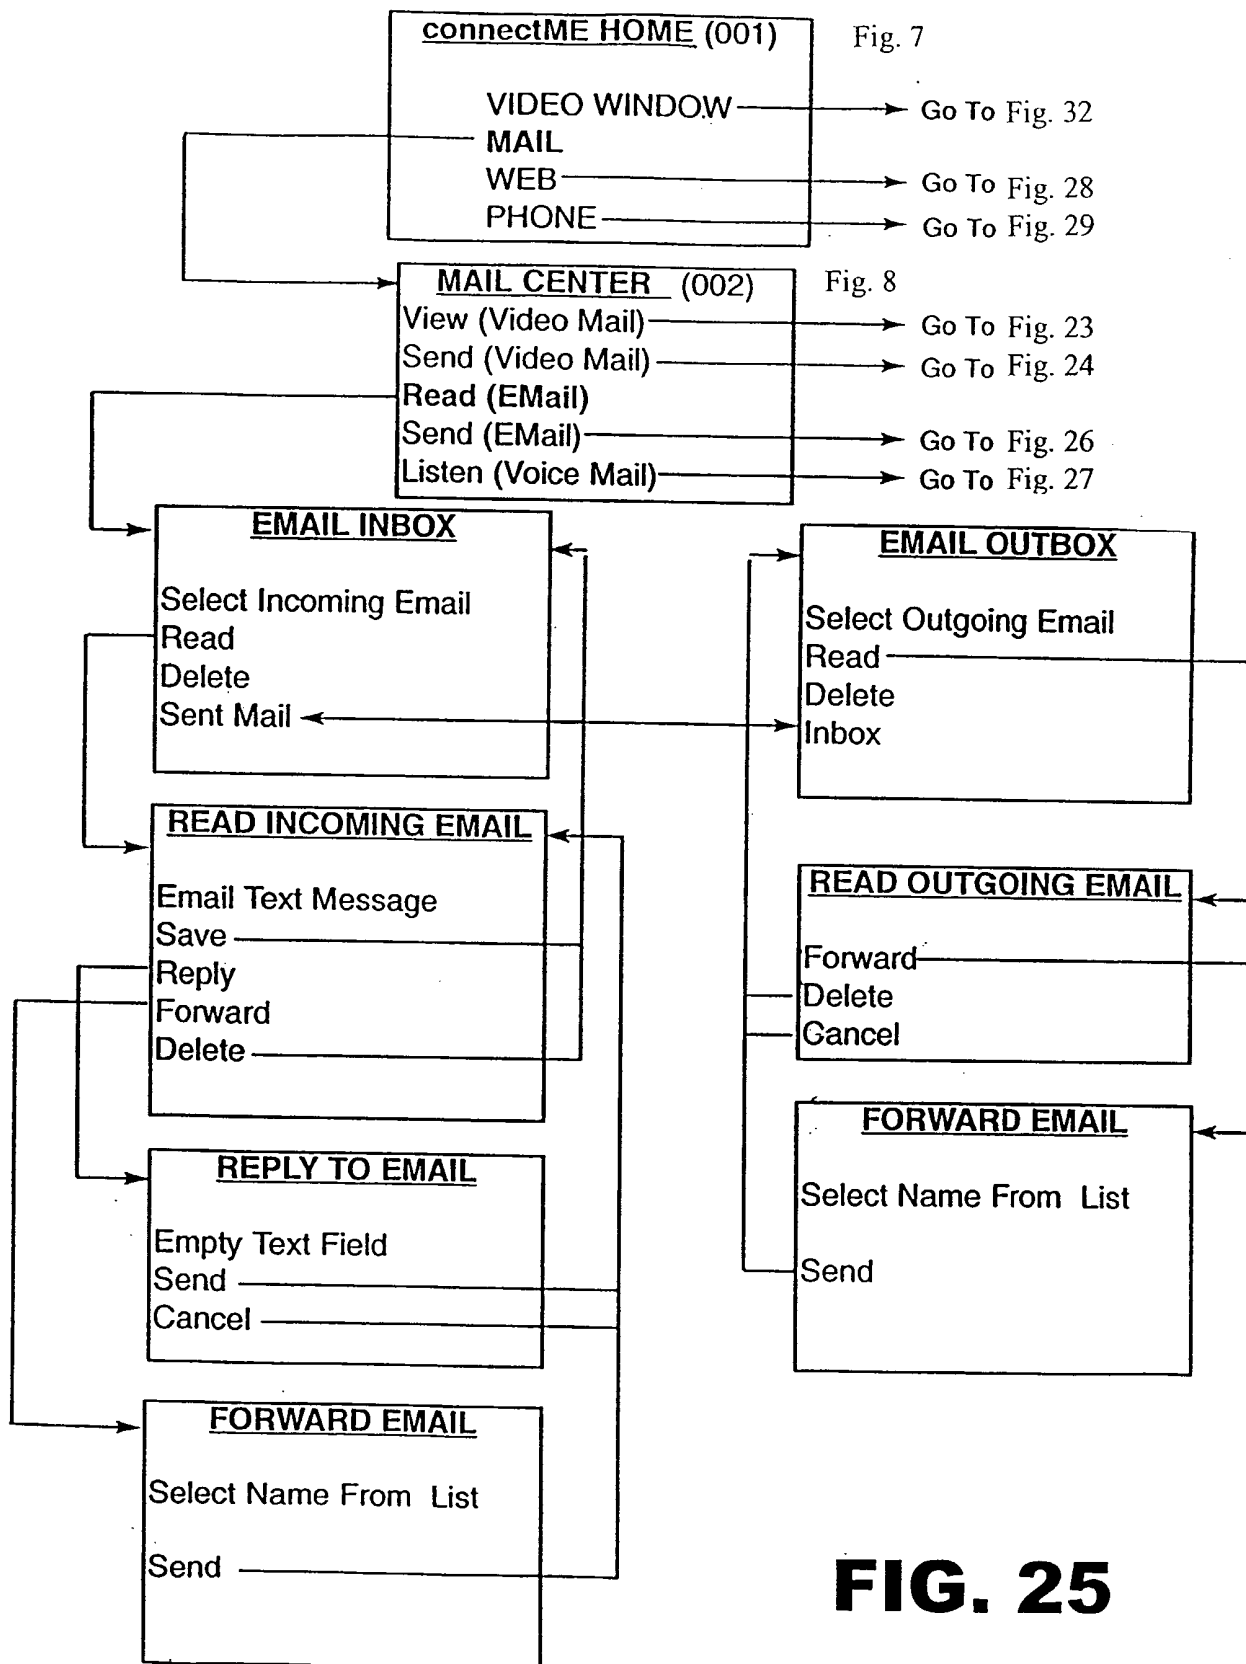 connectME HOME (001) Fig. 7
VIDEO WINDOW Go To Fig. 32
MAIL
WEB Go To Fig. 28
PHONE Go To Fig. 29
MAIL CENTER (002) Fig. 8
View (Video Mail) Go To Fig. 23
Send (Video Mail) Go To Fig. 24
Read (EMail)
Send (EMail) Go To Fig. 26
Listen (Voice Mail) Go To Fig. 27
EMAIL INBOX
Select Incoming Email
Read
Delete
Sent Mail
EMAIL OUTBOX
Select Outgoing Email
Read
Delete
Inbox
READ INCOMING EMAIL
Email Text Message
Save
Reply
Forward
Delete
READ OUTGOING EMAIL
Forward
Delete
Cancel
REPLY TO EMAIL
Empty Text Field
Send
Cancel
FORWARD EMAIL
Select Name From List
Send
FORWARD EMAIL
Select Name From List
Send
FIG. 25